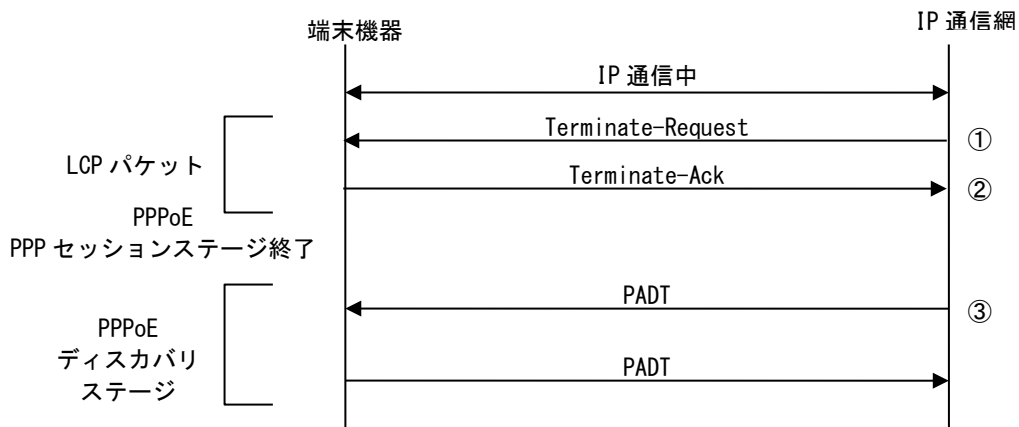 端末機器
IP 通信網
IP 通信中
Terminate-Request
①
LCP パケット
Terminate-Ack
②
PPPoE
PPP セッションステージ終了
PADT
③
PPPoE
ディスカバリ
ステージ
PADT